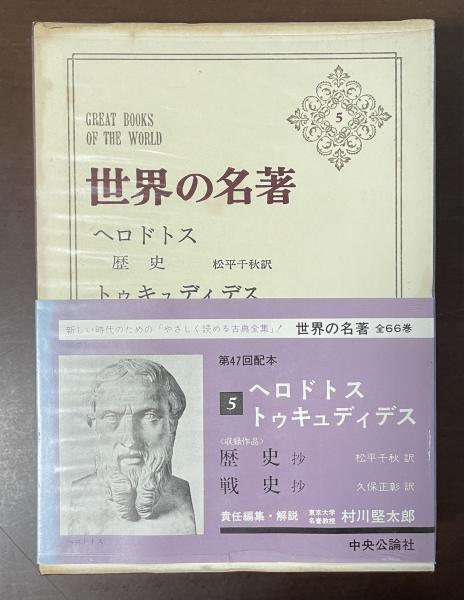 GREAT BOOKS
OF THE WORLD
5
世界の名著
ヘロドトス
歴史 松平千秋訳
トゥキュディデス
新しい時代のための「やさしく読める古典全集」! 世界の名著 全66巻
第47回配本
5 ヘロドトス
トゥキュディデス
〈収録作品〉
歴史 抄 松平千秋 訳
戦史 抄 久保正彰 訳
責任編集・解説 東京大学名誉教授 村川堅太郎
ヘロドトス
中央公論社